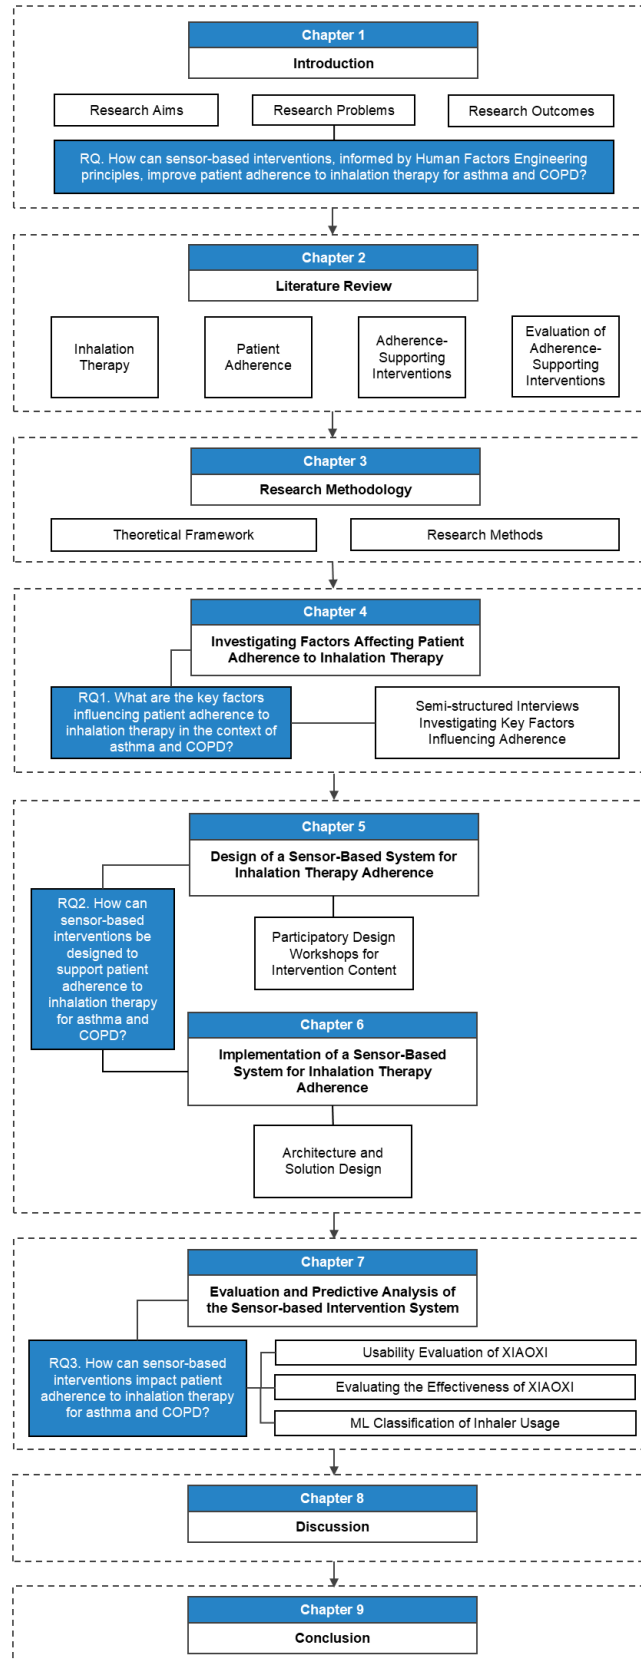 Chapter 1
Introduction
Research Aims
Research Problems
Research Outcomes
RQ. How can sensor-based interventions, informed by Human Factors Engineering
principles, improve patient adherence to inhalation therapy for asthma and COPD?
Chapter 2
Literature Review
Inhalation
Therapy
Patient
Adherence
Adherence-
Supporting
Interventions
Evaluation of
Adherence-
Supporting
Interventions
Chapter 3
Research Methodology
Theoretical Framework
Research Methods
Chapter 4
Investigating Factors Affecting Patient
Adherence to Inhalation Therapy
RQ1. What are the key factors
influencing patient adherence to
inhalation therapy in the context of
asthma and COPD?
Semi-structured Interviews
Investigating Key Factors
Influencing Adherence
Chapter 5
Design of a Sensor-Based System for
Inhalation Therapy Adherence
RQ2. How can
sensor-based
interventions be
designed to
support patient
adherence to
inhalation therapy
for asthma and
COPD?
Participatory Design
Workshops for
Intervention Content
Chapter 6
Implementation of a Sensor-Based
System for Inhalation Therapy
Adherence
Architecture and
Solution Design
Chapter 7
Evaluation and Predictive Analysis of
the Sensor-based Intervention System
RQ3. How can sensor-based
interventions impact patient
adherence to inhalation therapy
for asthma and COPD?
Usability Evaluation of XIAOXI
Evaluating the Effectiveness of XIAOXI
ML Classification of Inhaler Usage
Chapter 8
Discussion
Chapter 9
Conclusion